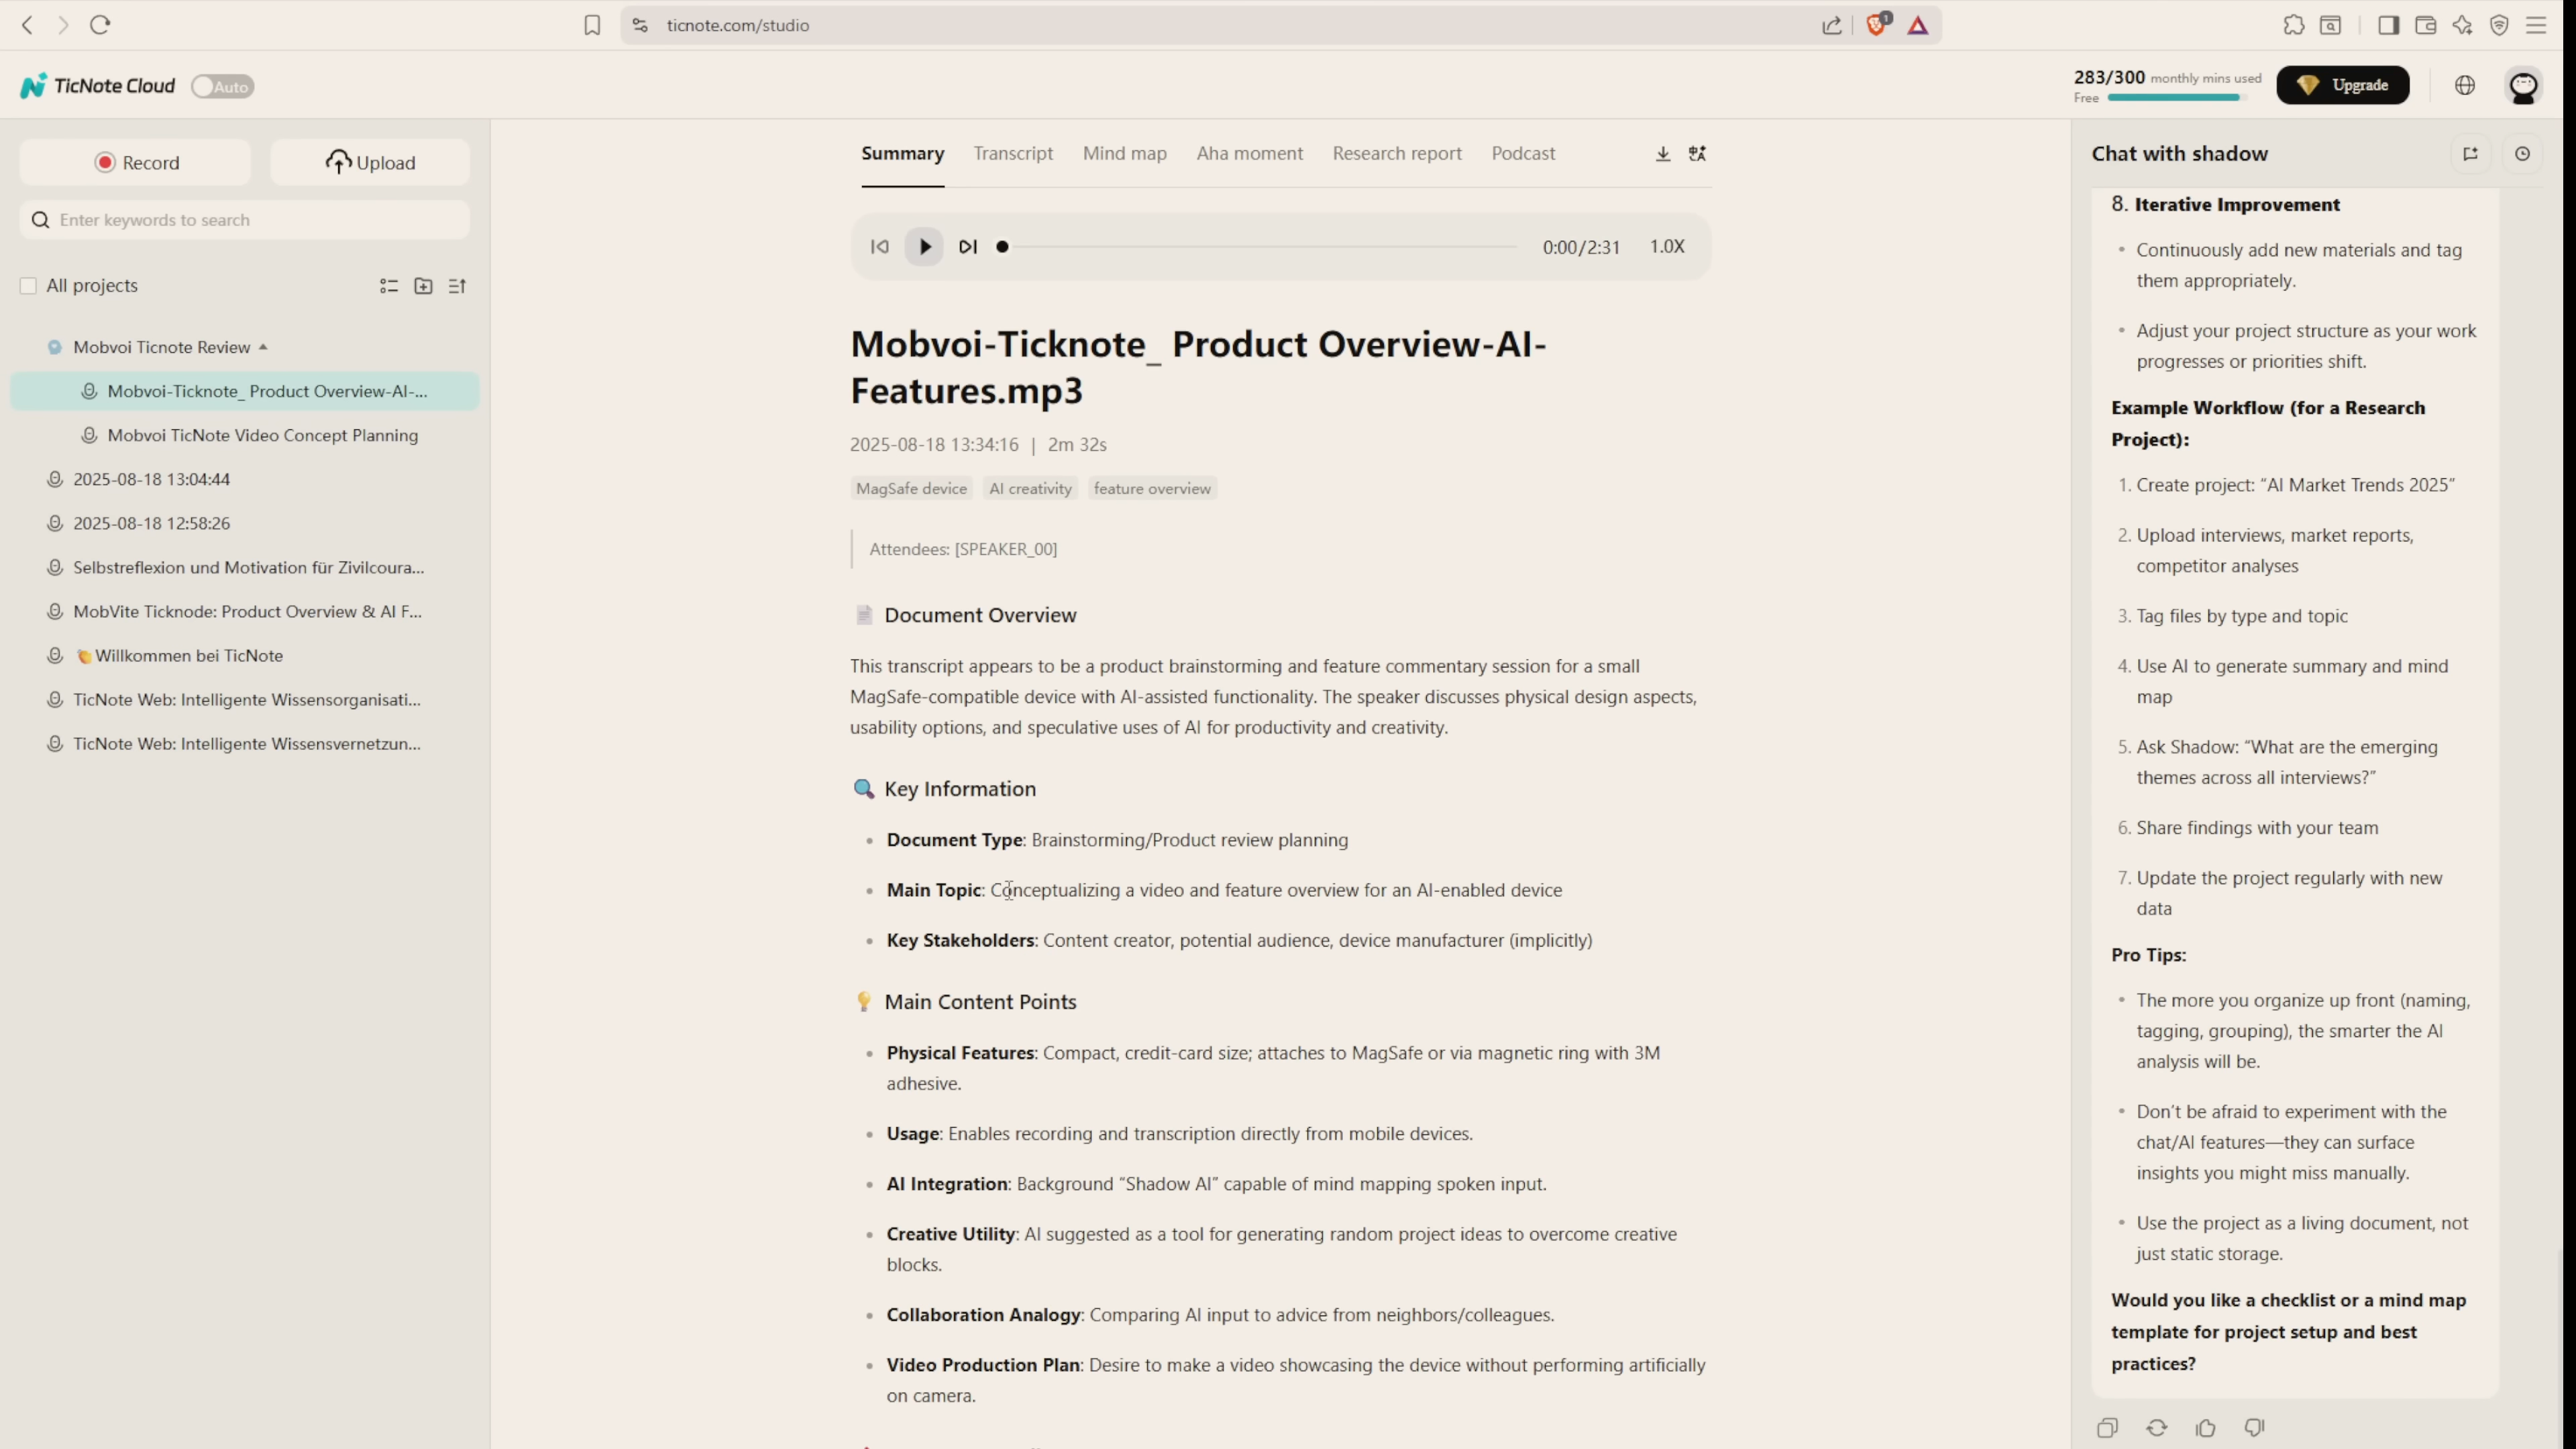 ticnote.com/studio
1
TicNote Cloud
Auto
283/300 monthly mins used
Free
Upgrade
Record
Upload
Enter keywords to search
All projects
Mobvoi Ticnote Review
Mobvoi-Ticknote_ Product Overview-AI-...
Mobvoi TicNote Video Concept Planning
2025-08-18 13:04:44
2025-08-18 12:58:26
Selbstreflexion und Motivation für Zivilcoura...
MobVite Ticknode: Product Overview & AI F...
👏Willkommen bei TicNote
TicNote Web: Intelligente Wissensorganisati...
TicNote Web: Intelligente Wissensvernetzun...
Summary
Transcript
Mind map
Aha moment
Research report
Podcast
0:00/2:31
1.0X
Mobvoi-Ticknote_ Product Overview-AI-
Features.mp3
2025-08-18 13:34:16 | 2m 32s
MagSafe device
AI creativity
feature overview
Attendees: [SPEAKER_00]
Document Overview
This transcript appears to be a product brainstorming and feature commentary session for a small
MagSafe-compatible device with AI-assisted functionality. The speaker discusses physical design aspects,
usability options, and speculative uses of AI for productivity and creativity.
Key Information
• Document Type: Brainstorming/Product review planning
• Main Topic: Conceptualizing a video and feature overview for an AI-enabled device
• Key Stakeholders: Content creator, potential audience, device manufacturer (implicitly)
Main Content Points
• Physical Features: Compact, credit-card size; attaches to MagSafe or via magnetic ring with 3M
adhesive.
• Usage: Enables recording and transcription directly from mobile devices.
• AI Integration: Background “Shadow AI” capable of mind mapping spoken input.
• Creative Utility: AI suggested as a tool for generating random project ideas to overcome creative
blocks.
• Collaboration Analogy: Comparing AI input to advice from neighbors/colleagues.
• Video Production Plan: Desire to make a video showcasing the device without performing artificially
on camera.
Chat with shadow
8. Iterative Improvement
• Continuously add new materials and tag
them appropriately.
• Adjust your project structure as your work
progresses or priorities shift.
Example Workflow (for a Research
Project):
1. Create project: “AI Market Trends 2025”
2. Upload interviews, market reports,
competitor analyses
3. Tag files by type and topic
4. Use AI to generate summary and mind
map
5. Ask Shadow: “What are the emerging
themes across all interviews?”
6. Share findings with your team
7. Update the project regularly with new
data
Pro Tips:
• The more you organize up front (naming,
tagging, grouping), the smarter the AI
analysis will be.
• Don’t be afraid to experiment with the
chat/AI features—they can surface
insights you might miss manually.
• Use the project as a living document, not
just static storage.
Would you like a checklist or a mind map
template for project setup and best
practices?